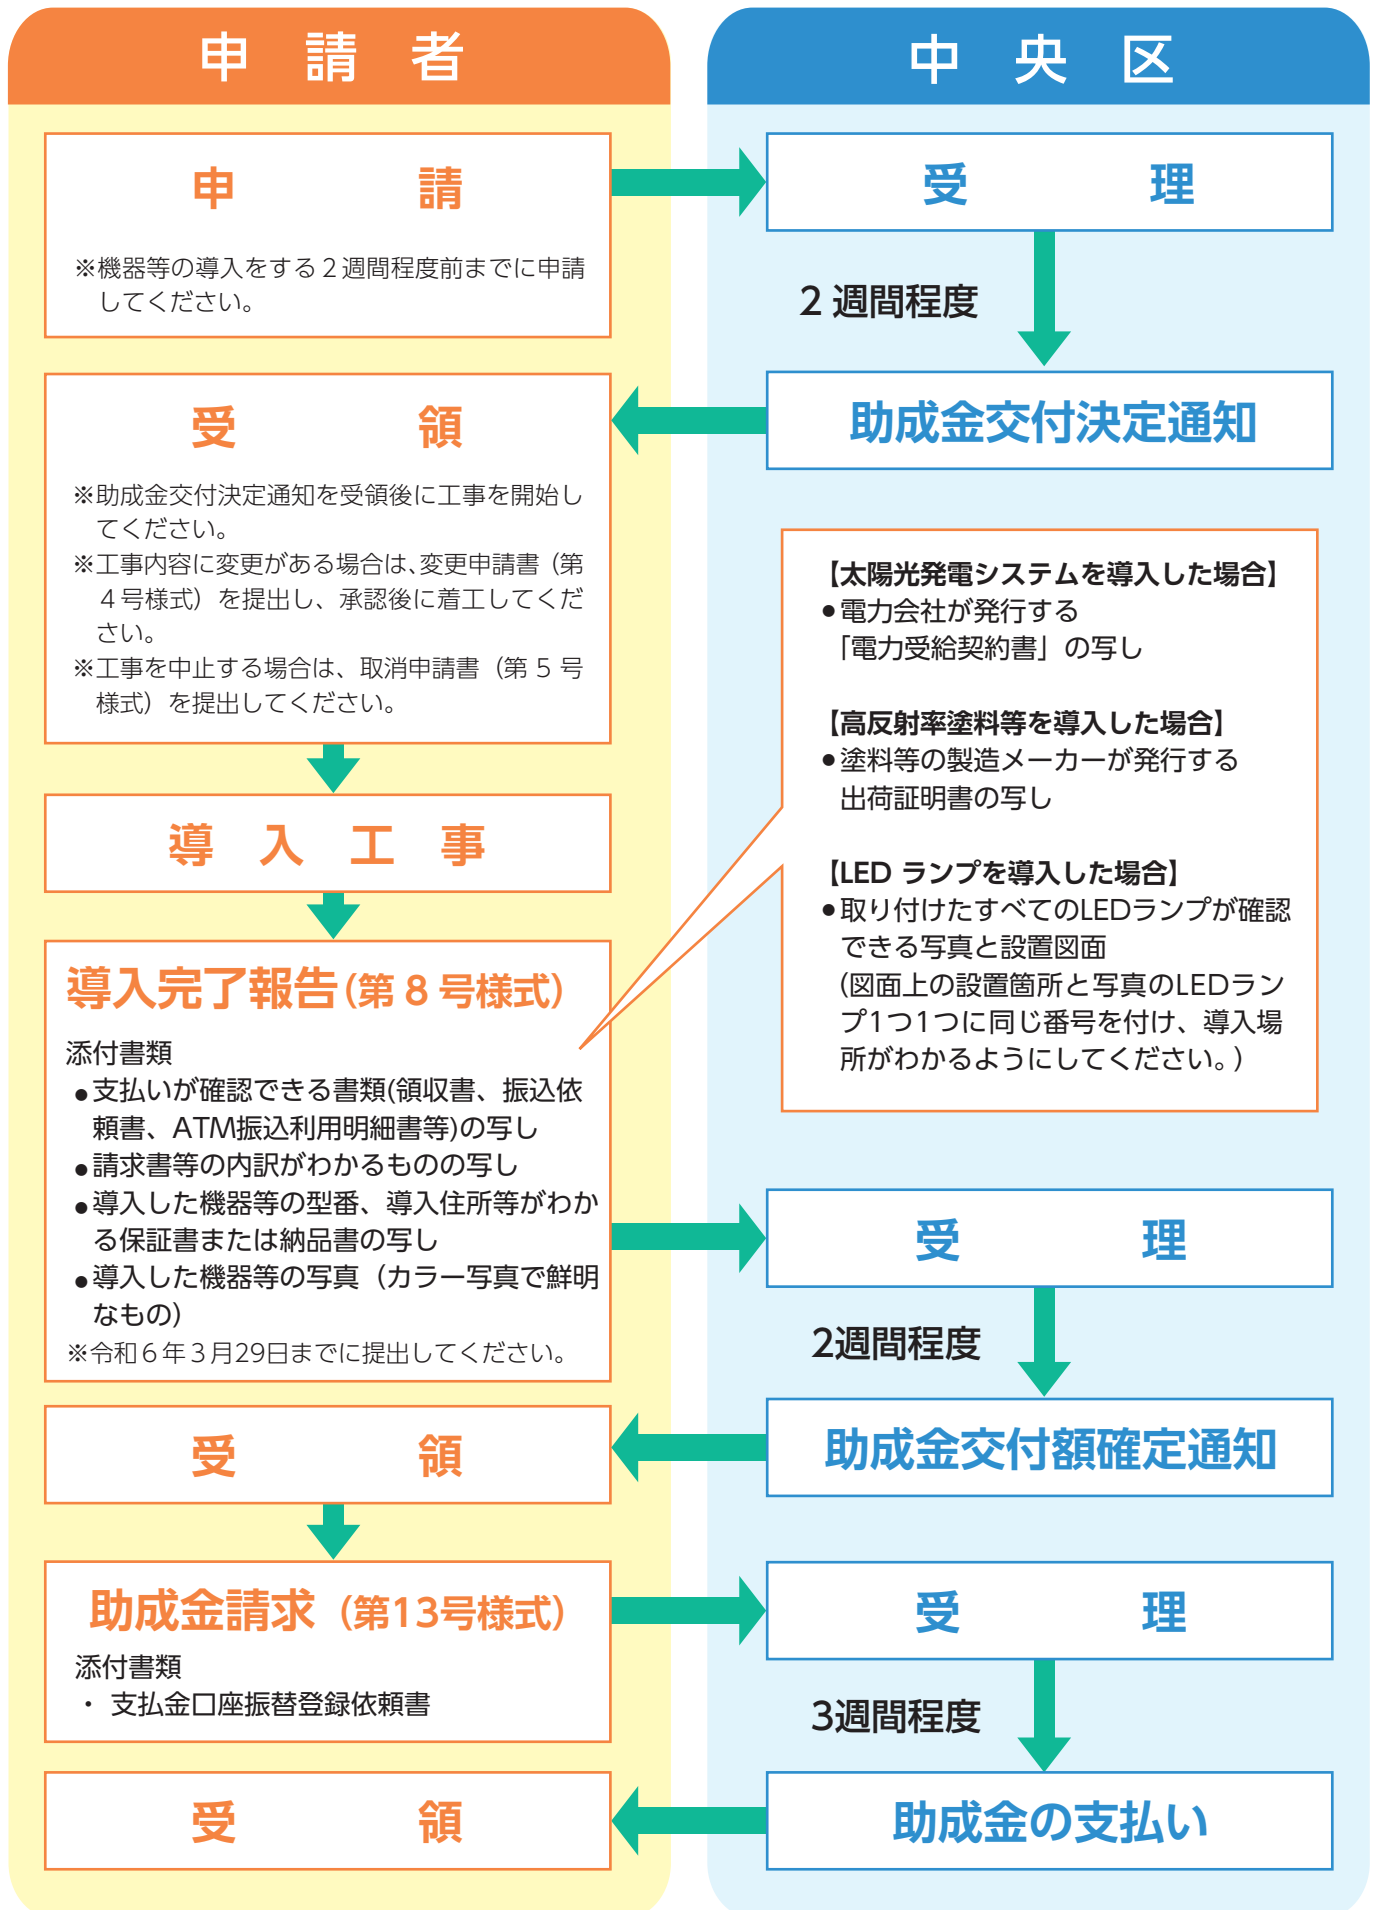 申請者
中央区
申請
※機器等の導入をする２週間程度前までに申請
してください。
受理
2 週間程度
助成金交付決定通知
受領
※助成金交付決定通知を受領後に工事を開始し
てください。
※工事内容に変更がある場合は、変更申請書（第
４号様式）を提出し、承認後に着工してくだ
さい。
※工事を中止する場合は、取消申請書（第５号
様式）を提出してください。
導入工事
導入完了報告（第８号様式）
添付書類
●支払いが確認できる書類(領収書、振込依
頼書、ATM振込利用明細書等)の写し
●請求書等の内訳がわかるものの写し
●導入した機器等の型番、導入住所等がわか
る保証書または納品書の写し
●導入した機器等の写真（カラー写真で鮮明
なもの）
※令和６年３月29日までに提出してください。
【太陽光発電システムを導入した場合】
●電力会社が発行する
「電力受給契約書」の写し
【高反射率塗料等を導入した場合】
●塗料等の製造メーカーが発行する
出荷証明書の写し
【LED ランプを導入した場合】
●取り付けたすべてのLEDランプが確認
できる写真と設置図面
(図面上の設置箇所と写真のLEDラン
プ1つ1つに同じ番号を付け、導入場
所がわかるようにしてください。)
受理
2週間程度
助成金交付額確定通知
受領
助成金請求（第13号様式）
添付書類
・ 支払金口座振替登録依頼書
受理
3週間程度
助成金の支払い
受領